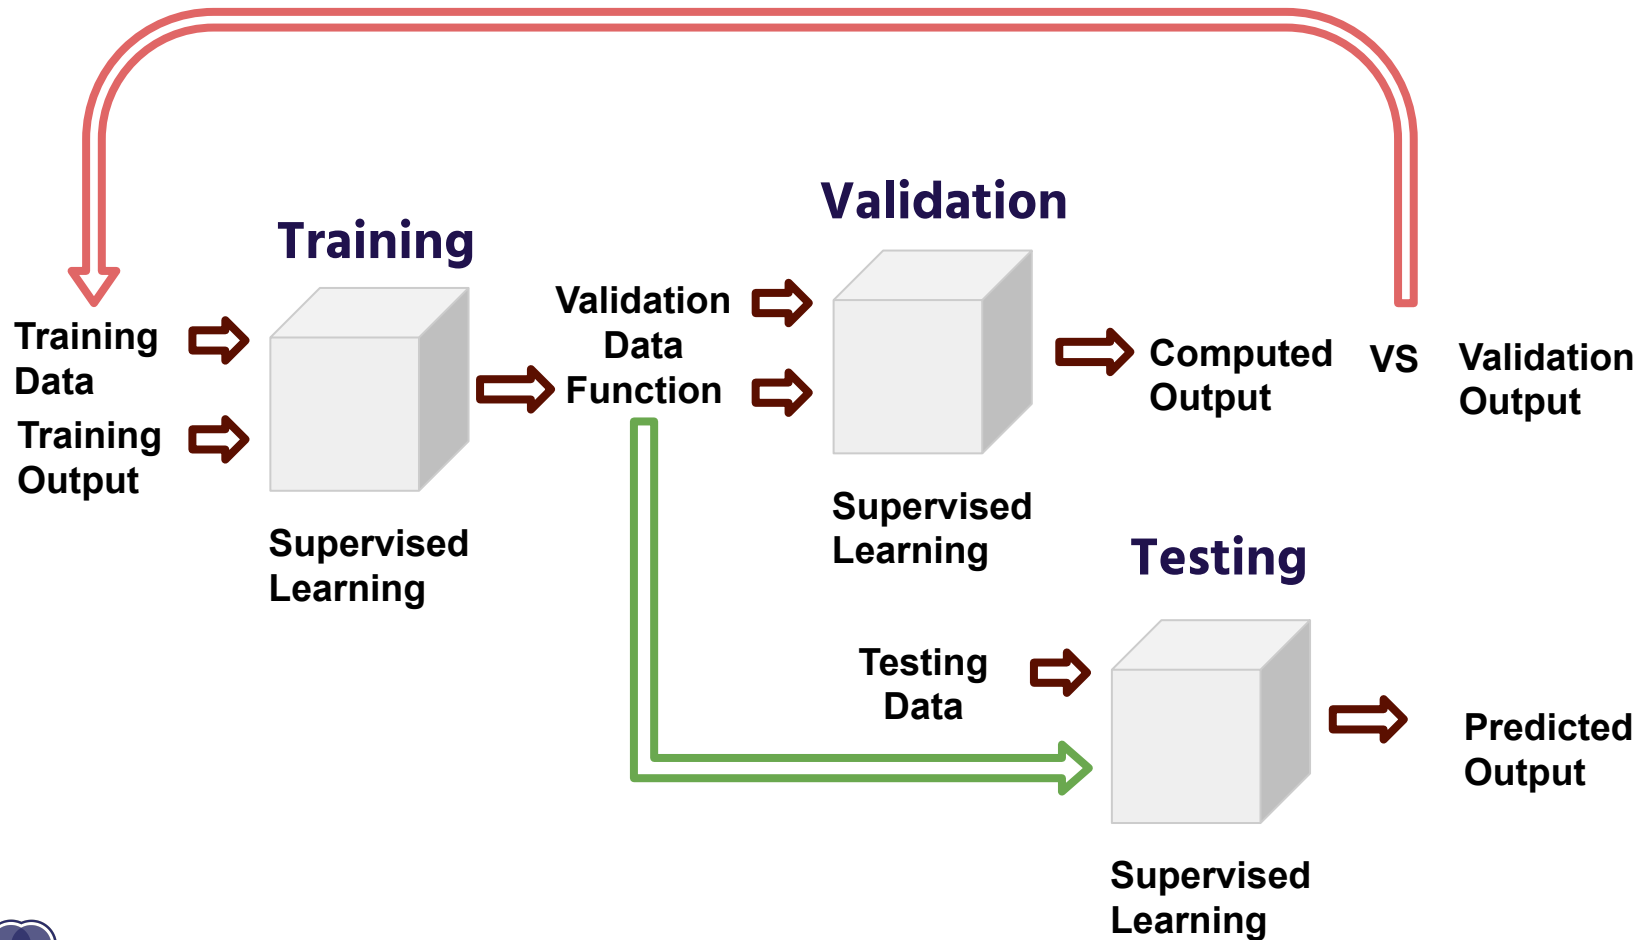 Training
Training
Data
Training
Output
Supervised
Learning
Validation
Data
Function
Validation
Supervised
Learning
Computed
Output
VS
Validation
Output
Testing
Testing
Data
Supervised
Learning
Predicted
Output